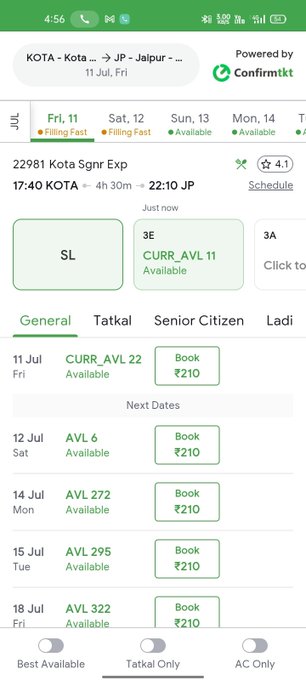 4:56
3.00 KB/S
4G
54
KOTA - Kota ... → JP - Jaipur - ...
11 Jul, Fri
Powered by
Confirmtkt
JUL
Fri, 11
Filling Fast
Sat, 12
Filling Fast
Sun, 13
Available
Mon, 14
Available
22981 Kota Sgnr Exp
4.1
17:40 KOTA
4h 30m
22:10 JP
Schedule
Just now
SL
3E
CURR_AVL 11
Available
3A
Click to
General
Tatkal
Senior Citizen
Ladi
11 Jul
Fri
CURR_AVL 22
Available
Book
₹210
Next Dates
12 Jul
Sat
AVL 6
Available
Book
₹210
14 Jul
Mon
AVL 272
Available
Book
₹210
15 Jul
Tue
AVL 295
Available
Book
₹210
18 Jul
Fri
AVL 322
Available
Book
₹210
Best Available
Tatkal Only
AC Only